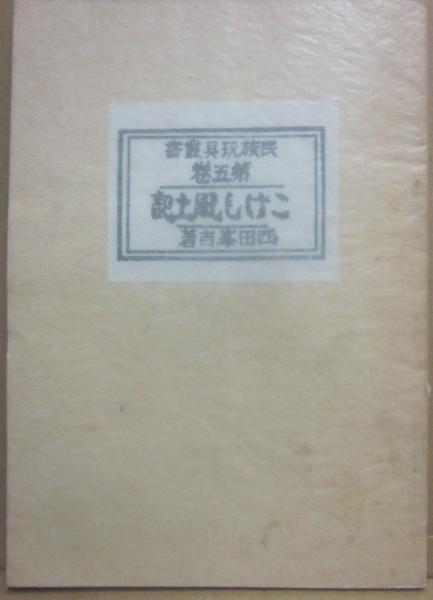 民族玩具叢書
第五卷
こけし風土記
西田峯吉著